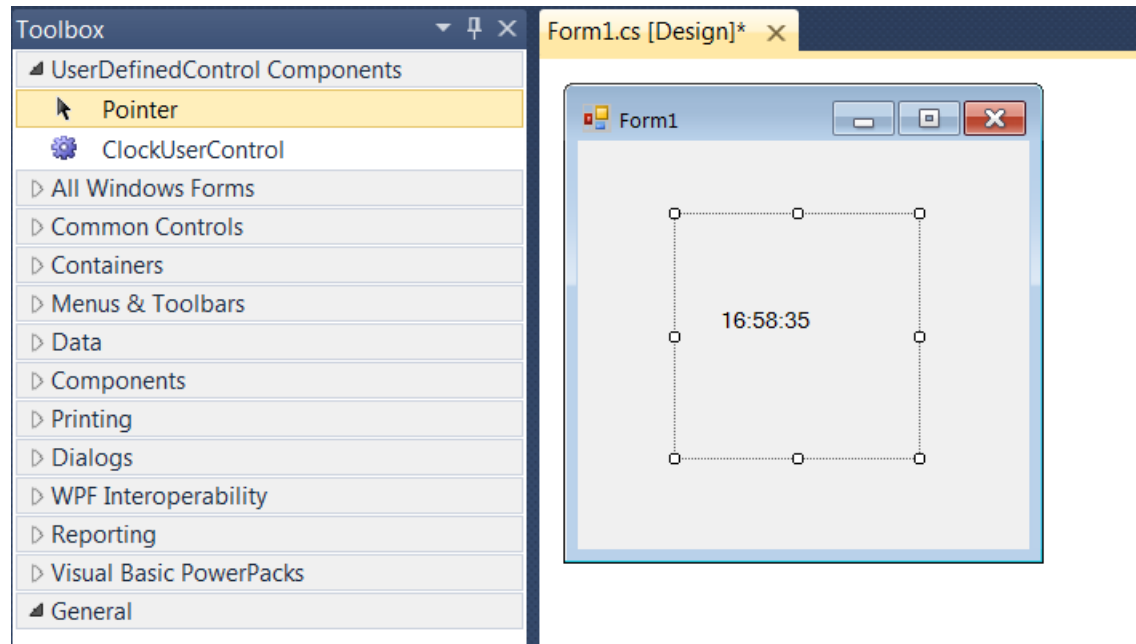 Toolbox
UserDefinedControl Components
Pointer
ClockUserControl
All Windows Forms
Common Controls
Containers
Menus & Toolbars
Data
Components
Printing
Dialogs
WPF Interoperability
Reporting
Visual Basic PowerPacks
General
Form1.cs [Design]*
Form1
16:58:35